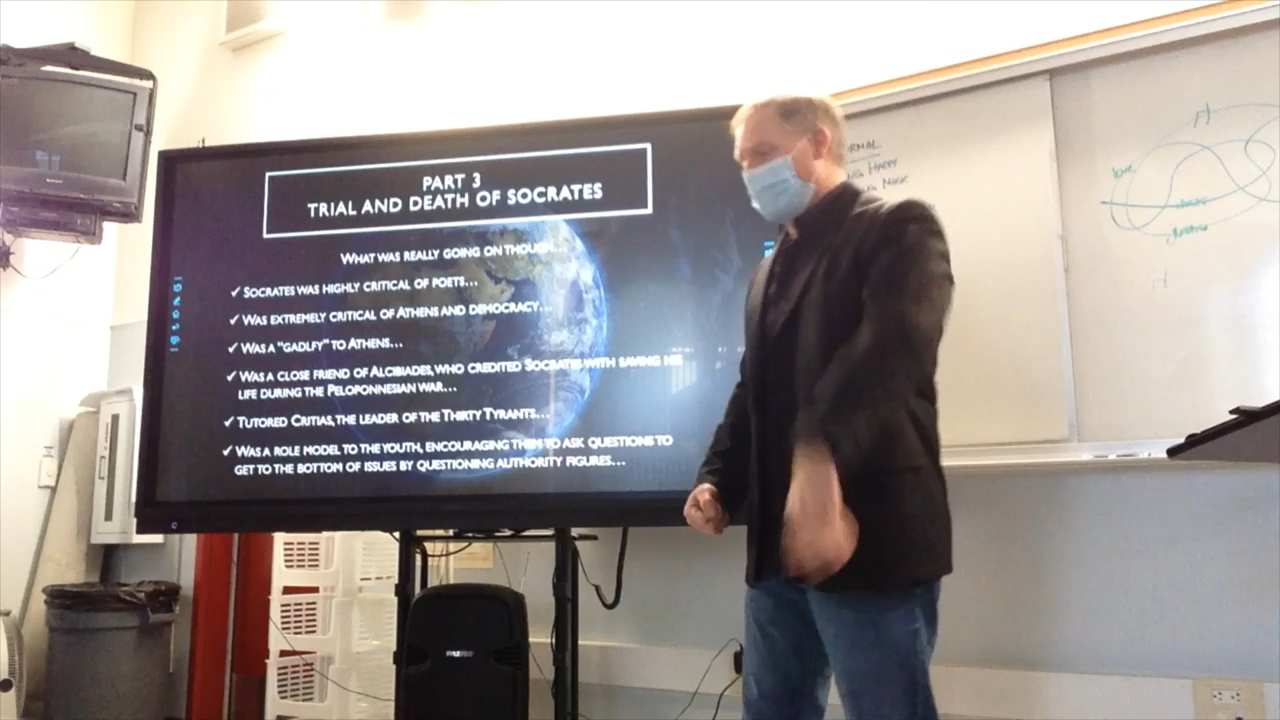 PART 3
TRIAL AND DEATH OF SOCRATES
WHAT WAS REALLY GOING ON THOUGH...
✓ SOCRATES WAS HIGHLY CRITICAL OF POETS...
✓ WAS EXTREMELY CRITICAL OF ATHENS AND DEMOCRACY...
✓ WAS A "GADLFY" TO ATHENS...
✓ WAS A CLOSE FRIEND OF ALCIBIADES, WHO CREDITED SOCRATES WITH SAVING HIS
LIFE DURING THE PELOPONNESIAN WAR...
✓ TUTORED CRITIAS, THE LEADER OF THE THIRTY TYRANTS...
✓ WAS A ROLE MODEL TO THE YOUTH, ENCOURAGING THEM TO ASK QUESTIONS TO
GET TO THE BOTTOM OF ISSUES BY QUESTIONING AUTHORITY FIGURES...
HAPPY
love